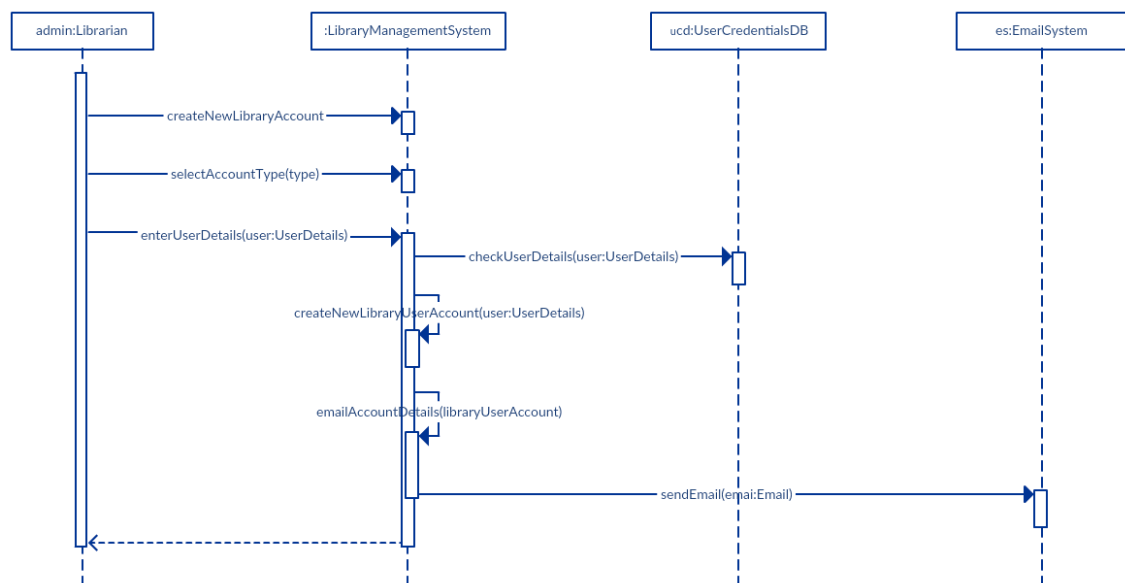 admin:Librarian
:LibraryManagementSystem
ucd:UserCredentialsDB
es:EmailSystem
createNewLibraryAccount
selectAccountType(type)
enterUserDetails(user:UserDetails)
checkUserDetails(user:UserDetails)
createNewLibraryUserAccount(user:UserDetails)
emailAccountDetails(libraryUserAccount)
sendEmail(emai:Email)